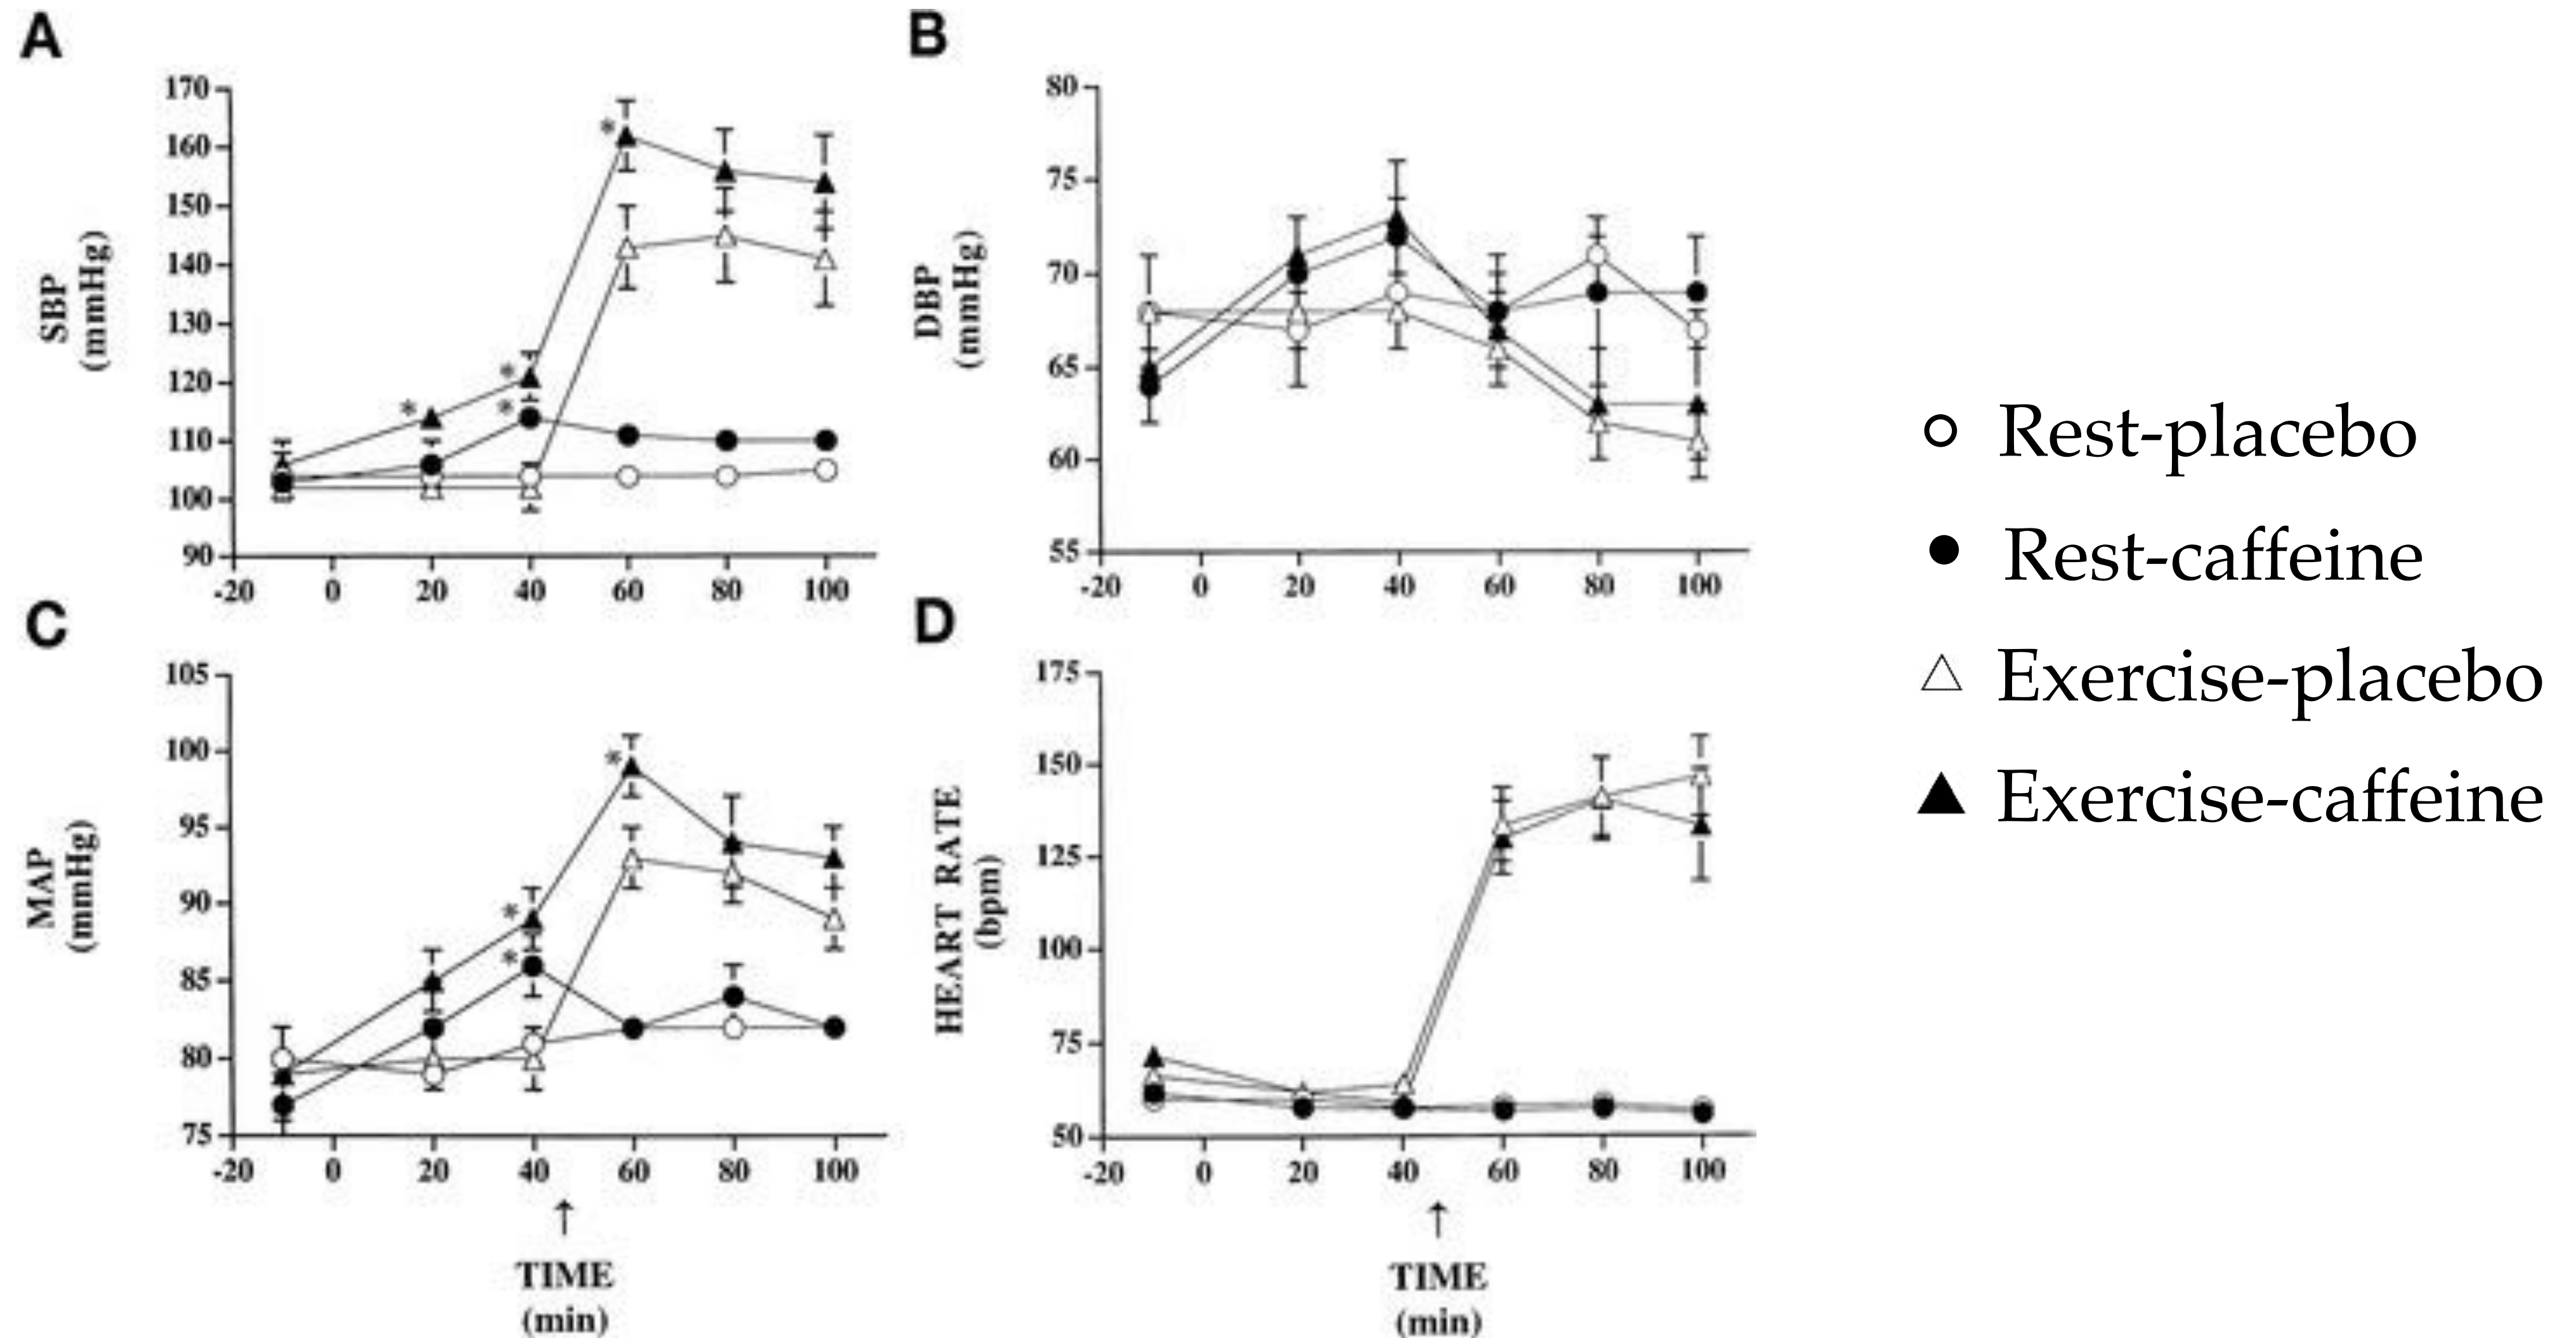 A
170
160
150
140
130
120
110
100
90
SBP
(mmHg)
-20 0 20 40 60 80 100
* * * *
B
80
75
70
65
60
55
DBP
(mmHg)
-20 0 20 40 60 80 100
C
105
100
95
90
85
80
75
MAP
(mmHg)
-20 0 20 40 60 80 100
* * *
↑
TIME
(min)
D
175
150
125
100
75
50
HEART RATE
(bpm)
-20 0 20 40 60 80 100
↑
TIME
(min)
Rest-placebo
Rest-caffeine
Exercise-placebo
Exercise-caffeine